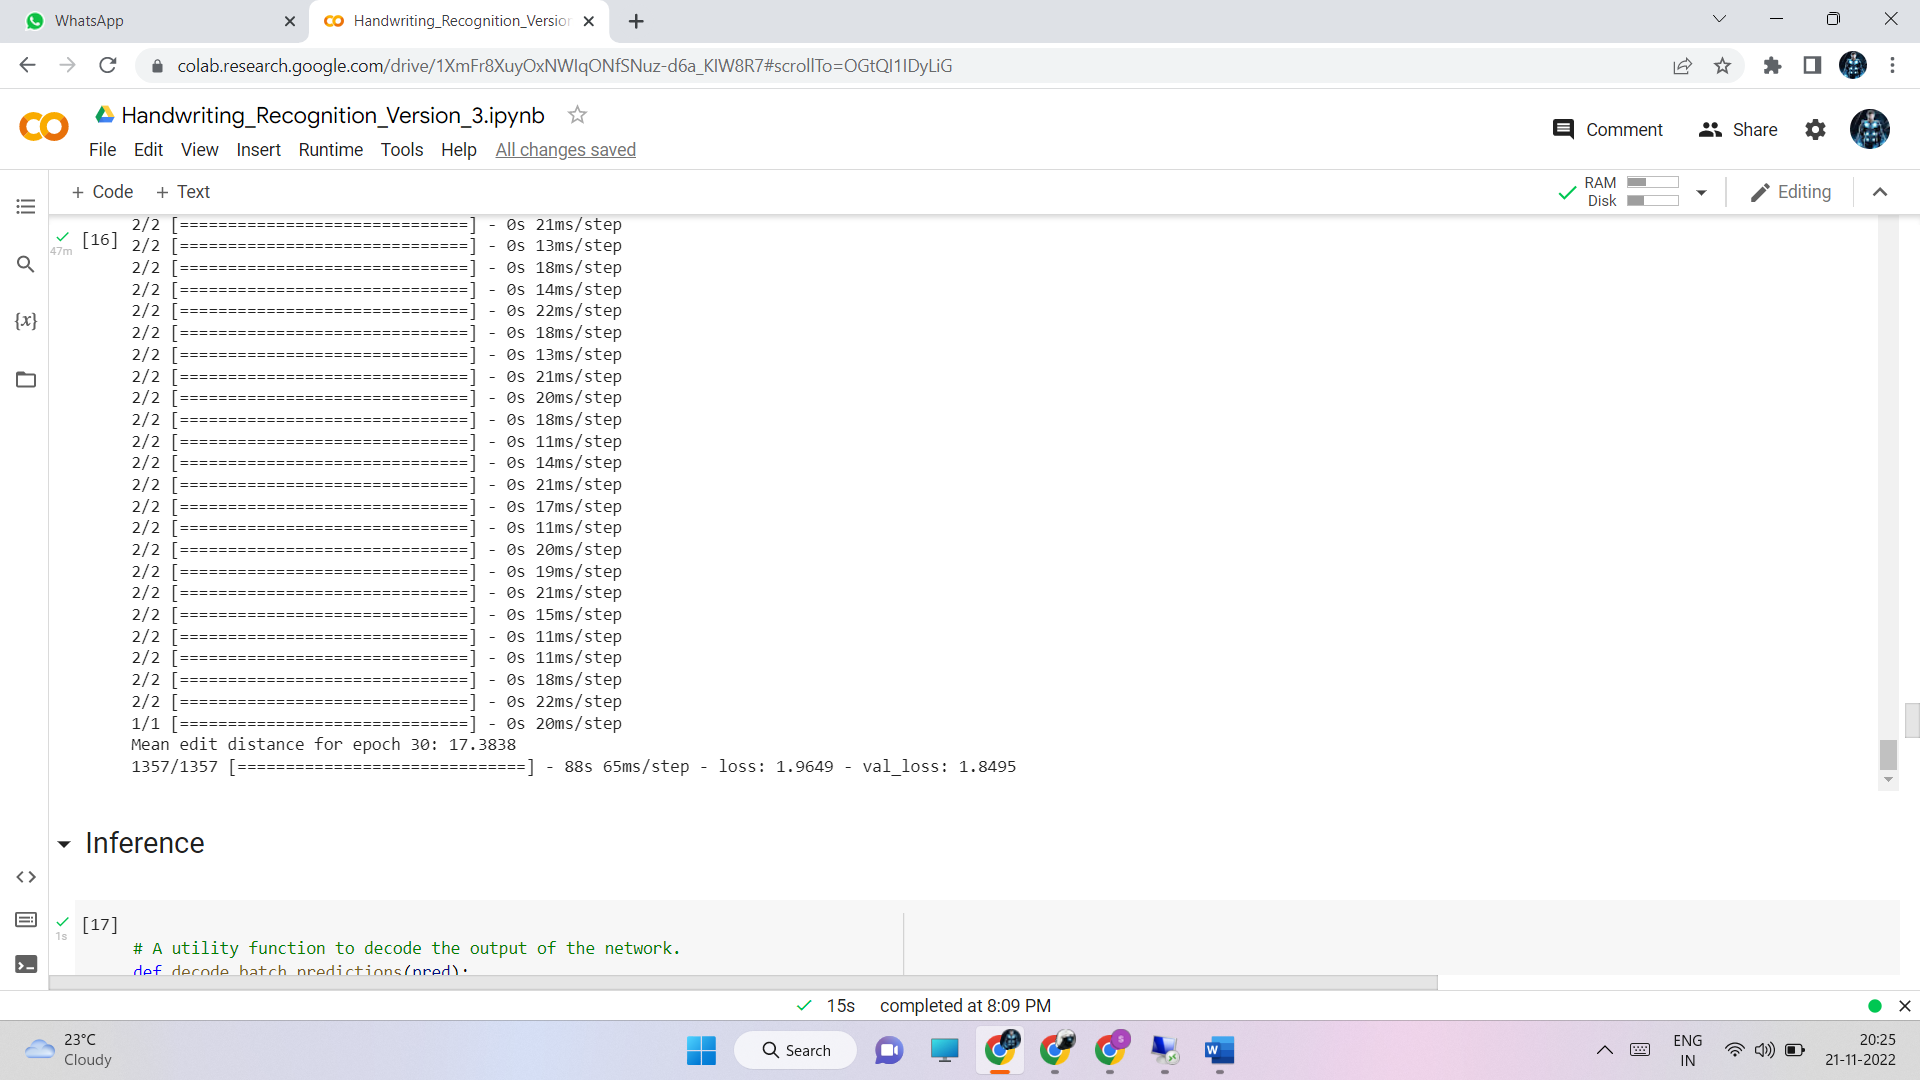 WhatsApp
Handwriting_Recognition_Version
colab.research.google.com/drive/1XmFr8XuyOxNWIqONfSNuz-d6a_KIW8R7#scrollTo=OGtQI1IDyLiG
Handwriting_Recognition_Version_3.ipynb
Comment
Share
File Edit View Insert Runtime Tools Help All changes saved
+ Code + Text
RAM
Disk
Editing
2/2 [==============================] - 0s 21ms/step
[16]
47m
2/2 [==============================] - 0s 13ms/step
2/2 [==============================] - 0s 18ms/step
2/2 [==============================] - 0s 14ms/step
2/2 [==============================] - 0s 22ms/step
2/2 [==============================] - 0s 18ms/step
2/2 [==============================] - 0s 13ms/step
2/2 [==============================] - 0s 21ms/step
2/2 [==============================] - 0s 20ms/step
2/2 [==============================] - 0s 18ms/step
2/2 [==============================] - 0s 11ms/step
2/2 [==============================] - 0s 14ms/step
2/2 [==============================] - 0s 21ms/step
2/2 [==============================] - 0s 17ms/step
2/2 [==============================] - 0s 11ms/step
2/2 [==============================] - 0s 20ms/step
2/2 [==============================] - 0s 19ms/step
2/2 [==============================] - 0s 21ms/step
2/2 [==============================] - 0s 15ms/step
2/2 [==============================] - 0s 11ms/step
2/2 [==============================] - 0s 11ms/step
2/2 [==============================] - 0s 18ms/step
2/2 [==============================] - 0s 22ms/step
1/1 [==============================] - 0s 20ms/step
Mean edit distance for epoch 30: 17.3838
1357/1357 [==============================] - 88s 65ms/step - loss: 1.9649 - val_loss: 1.8495
{x}
Inference
[17]
1s
# A utility function to decode the output of the network.
def decode_batch_predictions(pred):
15s completed at 8:09 PM
23°C
Cloudy
Search
ENG
IN
20:25
21-11-2022